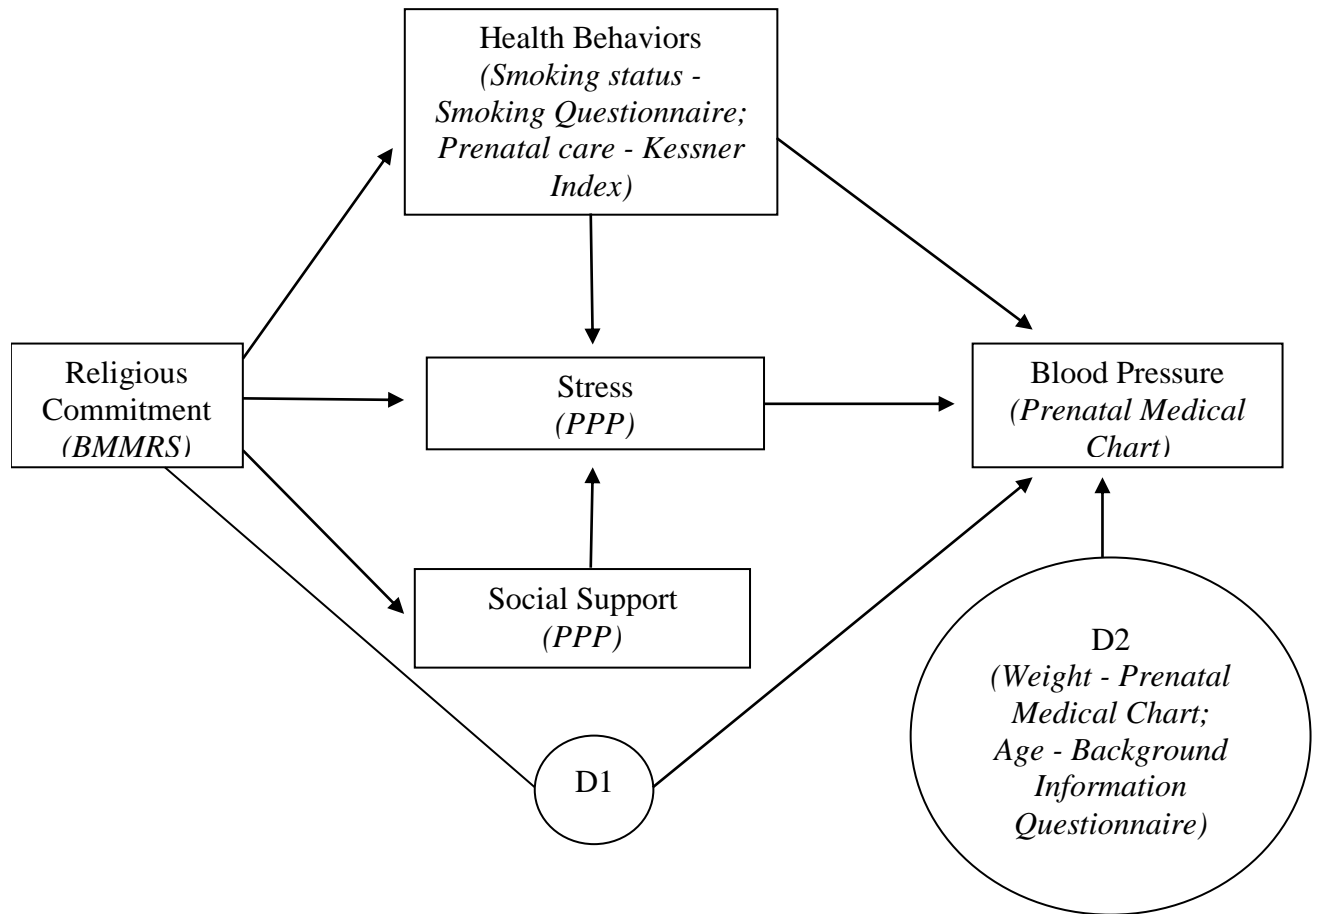 Health Behaviors
(Smoking status -
Smoking Questionnaire;
Prenatal care - Kessner
Index)
Religious
Commitment
(BMMRS)
Stress
(PPP)
Blood Pressure
(Prenatal Medical
Chart)
Social Support
(PPP)
D1
D2
(Weight - Prenatal
Medical Chart;
Age - Background
Information
Questionnaire)